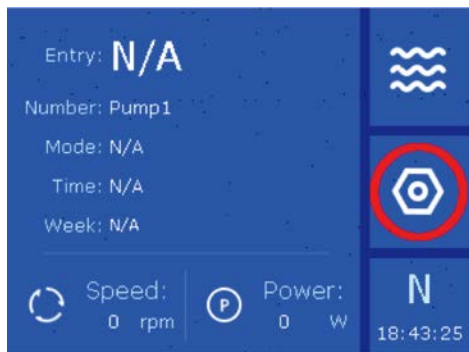 Entry: N/A
Number: Pump1
Mode: N/A
Time: N/A
Week: N/A
Speed:
0 rpm
P
Power:
0 W
N
18:43:25